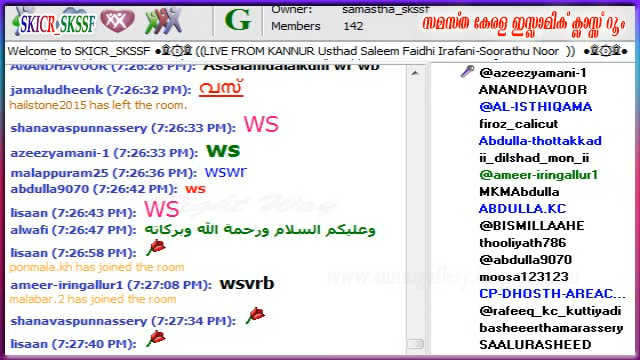 SKICR_SKSSF
G
Owner samastha_skssf
Members 142
സമസ്ത കേരള ഇസ്ലാമിക് ക്ലാസ്സ് റൂം
Welcome to SKICR_SKSSF ●۩۞۩● ((LIVE FROM KANNUR Usthad Saleem Faidhi Irafani-Soorathu Noor )) ●۩۞۩●
ANANDHAVOOR (7:26:26 PM): Assalamualaikum wr wb
jamaludheenk (7:26:32 PM): വസ്
hailstone2015 has left the room.
shanavaspunnassery (7:26:33 PM): WS
azeezyamani-1 (7:26:33 PM): ws
malappuram25 (7:26:36 PM): wswr
abdulla9070 (7:26:42 PM): ws
lisaan (7:26:43 PM): WS
alwafi (7:26:47 PM): وعليكم السلام ورحمة الله وبركاته
lisaan (7:26:58 PM):
ponmala.kh has joined the room
ameer-iringallur1 (7:27:08 PM): wsvrb
malabar.2 has joined the room
shanavaspunnassery (7:27:34 PM):
lisaan (7:27:40 PM):
@azeezyamani-1
ANANDHAVOOR
@AL-ISTHIQAMA
firoz_calicut
Abdulla-thottakkad
ii_dilshad_mon_ii
@ameer-iringallur1
MKMAbdulla
ABDULLA.KC
@BISMILLAAHE
thooliyath786
@abdulla9070
moosa123123
CP-DHOSTH-AREAC...
@rafeeq_kc_kuttiyadi
basheeerthamarassery
SAALURASHEED